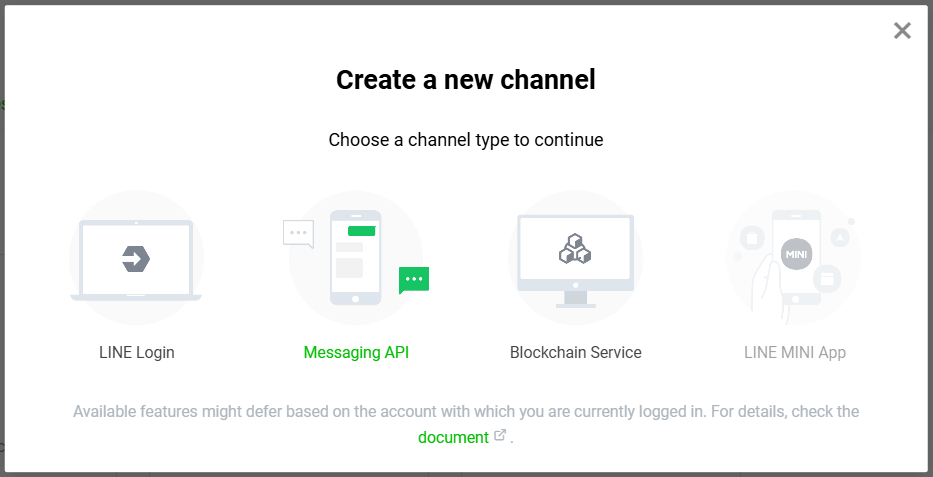 Create a new channel
Choose a channel type to continue
MINI
LINE Login
Messaging API
Blockchain Service
LINE MINI App
Available features might defer based on the account with which you are currently logged in. For details, check the
document .